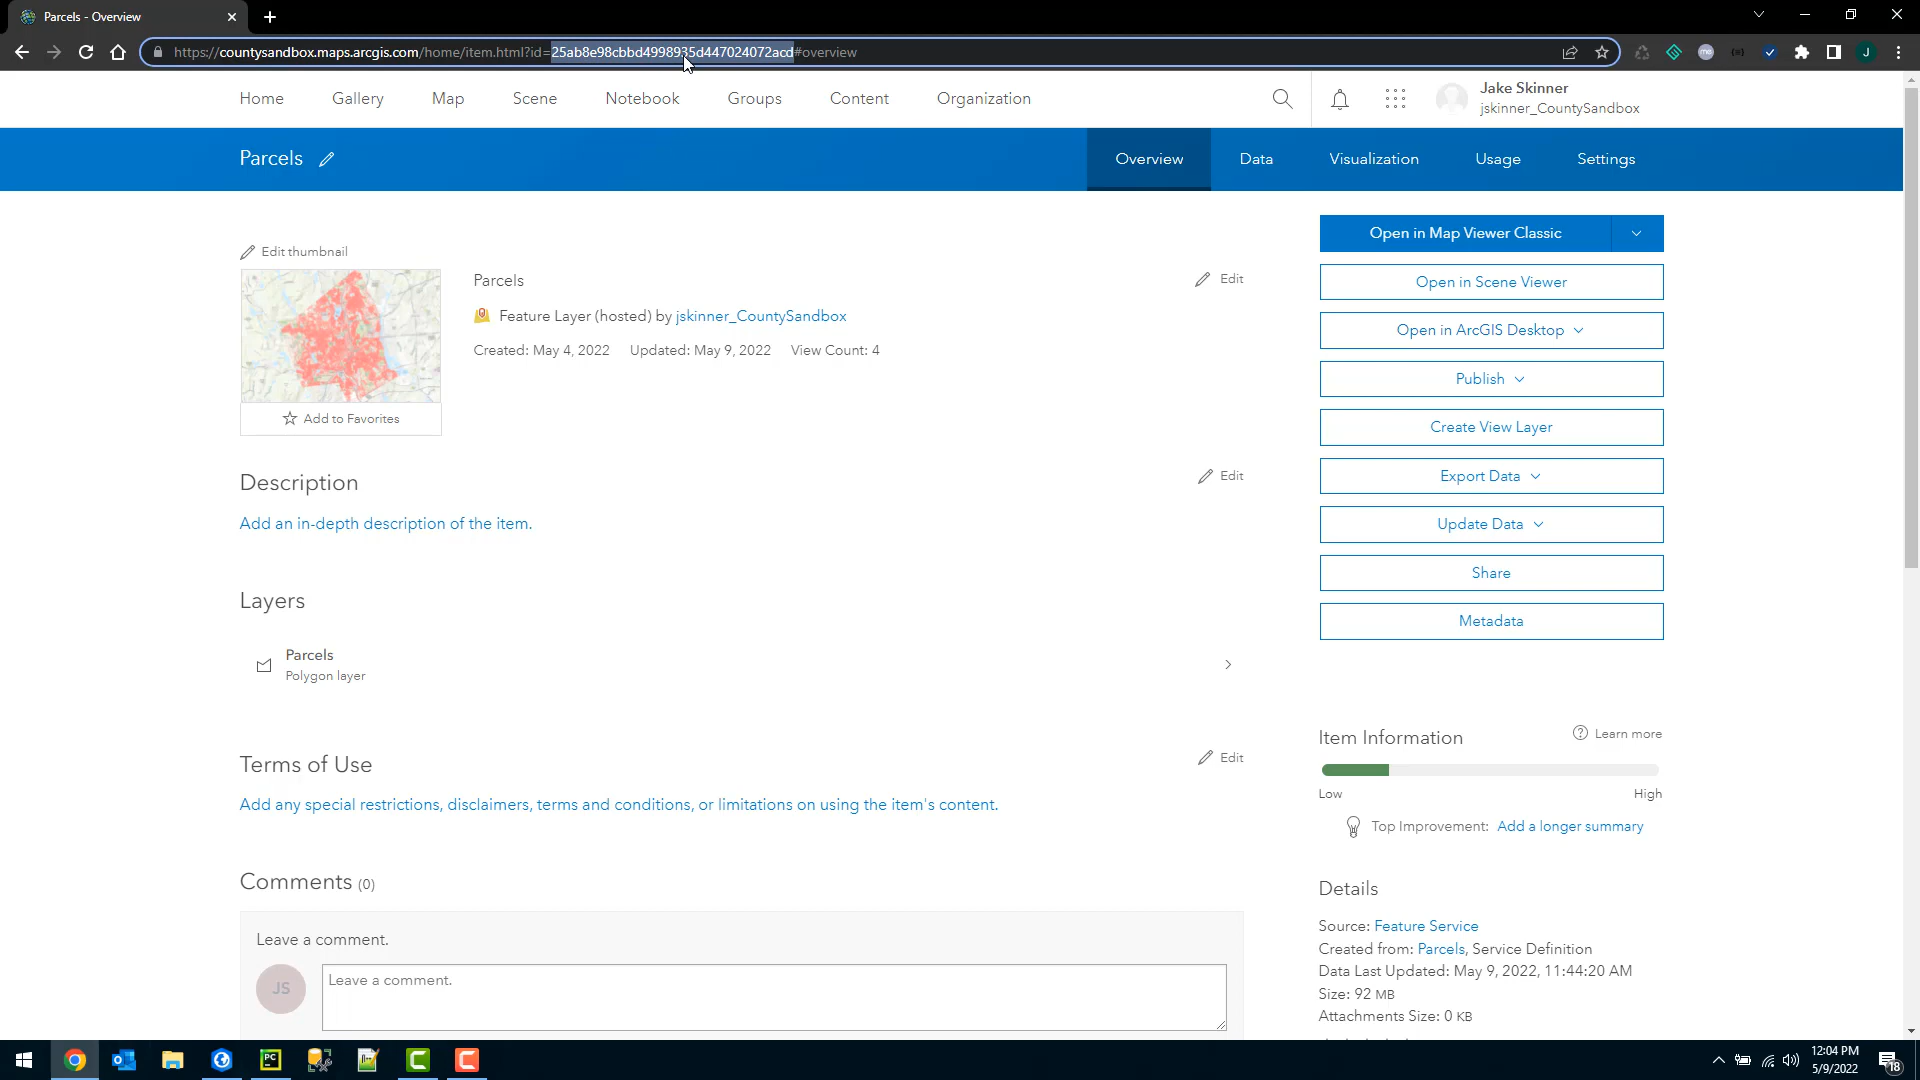 Parcels - Overview
https://countysandbox.maps.arcgis.com/home/item.html?id=25ab8e98cbbd4998935d447024072acd#overview
me
J
Home
Gallery
Map
Scene
Notebook
Groups
Content
Organization
Jake Skinner
jskinner_CountySandbox
Parcels
Overview
Data
Visualization
Usage
Settings
Edit thumbnail
Add to Favorites
Parcels
Edit
Feature Layer (hosted) by jskinner_CountySandbox
Created: May 4, 2022 Updated: May 9, 2022 View Count: 4
Description
Edit
Add an in-depth description of the item.
Layers
Parcels
Polygon layer
Terms of Use
Edit
Add any special restrictions, disclaimers, terms and conditions, or limitations on using the item's content.
Comments (0)
Leave a comment.
JS
Leave a comment.
Open in Map Viewer Classic
Open in Scene Viewer
Open in ArcGIS Desktop
Publish
Create View Layer
Export Data
Update Data
Share
Metadata
Item Information
Learn more
Low
High
Top Improvement: Add a longer summary
Details
Source: Feature Service
Created from: Parcels, Service Definition
Data Last Updated: May 9, 2022, 11:44:20 AM
Size: 92 MB
Attachments Size: 0 KB
PC
12:04 PM
5/9/2022
18